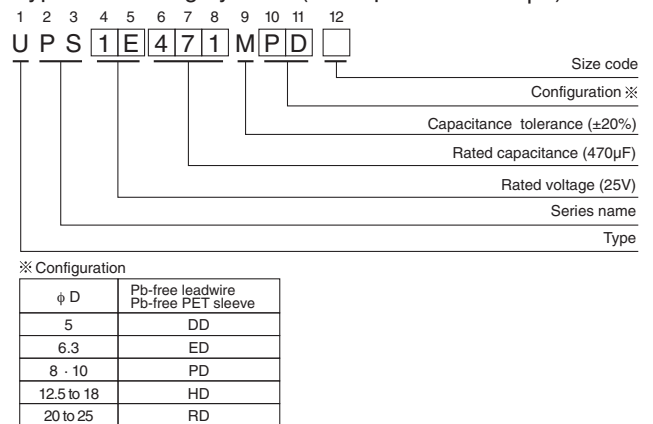 1 2 3 4 5 6 7 8 9 10 11 12
U P S 1 E 4 7 1 M P D
Size code
Configuration ※
Capacitance tolerance (±20%)
Rated capacitance (470µF)
Rated voltage (25V)
Series name
Type
※ Configuration
ϕ D Pb-free leadwire
Pb-free PET sleeve
5 DD
6.3 ED
8 · 10 PD
12.5 to 18 HD
20 to 25 RD